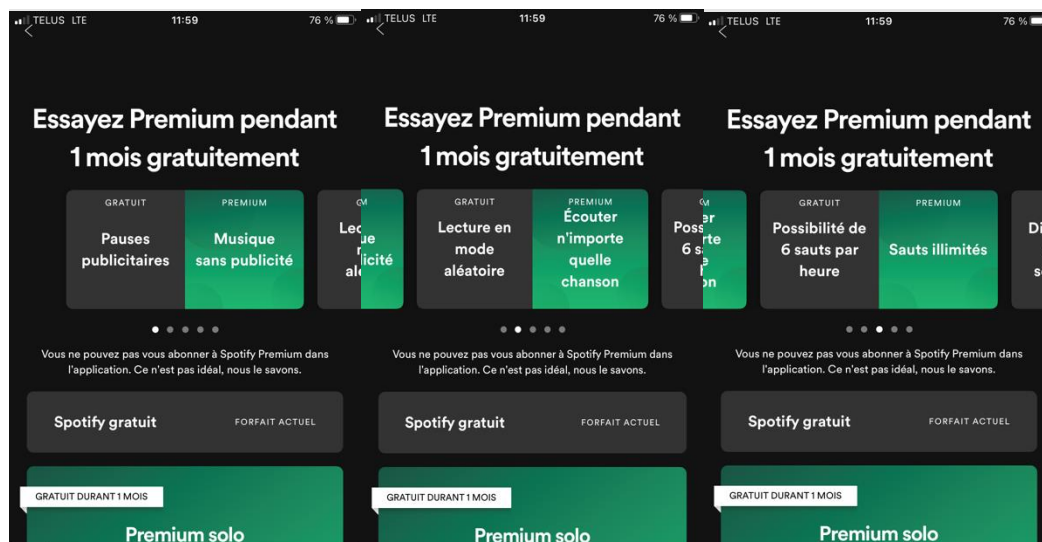 TELUS LTE 11:59 76 %
Essayez Premium pendant
1 mois gratuitement
GRATUIT
Pauses
publicitaires
PREMIUM
Musique
sans publicité
Vous ne pouvez pas vous abonner à Spotify Premium dans
l'application. Ce n'est pas idéal, nous le savons.
Spotify gratuit FORFAIT ACTUEL
GRATUIT DURANT 1 MOIS
Premium solo
TELUS LTE 11:59 76 %
Essayez Premium pendant
1 mois gratuitement
GRATUIT
Lecture en
mode
aléatoire
PREMIUM
Écouter
n'importe
quelle
chanson
Vous ne pouvez pas vous abonner à Spotify Premium dans
l'application. Ce n'est pas idéal, nous le savons.
Spotify gratuit FORFAIT ACTUEL
GRATUIT DURANT 1 MOIS
Premium solo
TELUS LTE 11:59 76 %
Essayez Premium pendant
1 mois gratuitement
GRATUIT
Possibilité de
6 sauts par
heure
PREMIUM
Sauts illimités
Vous ne pouvez pas vous abonner à Spotify Premium dans
l'application. Ce n'est pas idéal, nous le savons.
Spotify gratuit FORFAIT ACTUEL
GRATUIT DURANT 1 MOIS
Premium solo